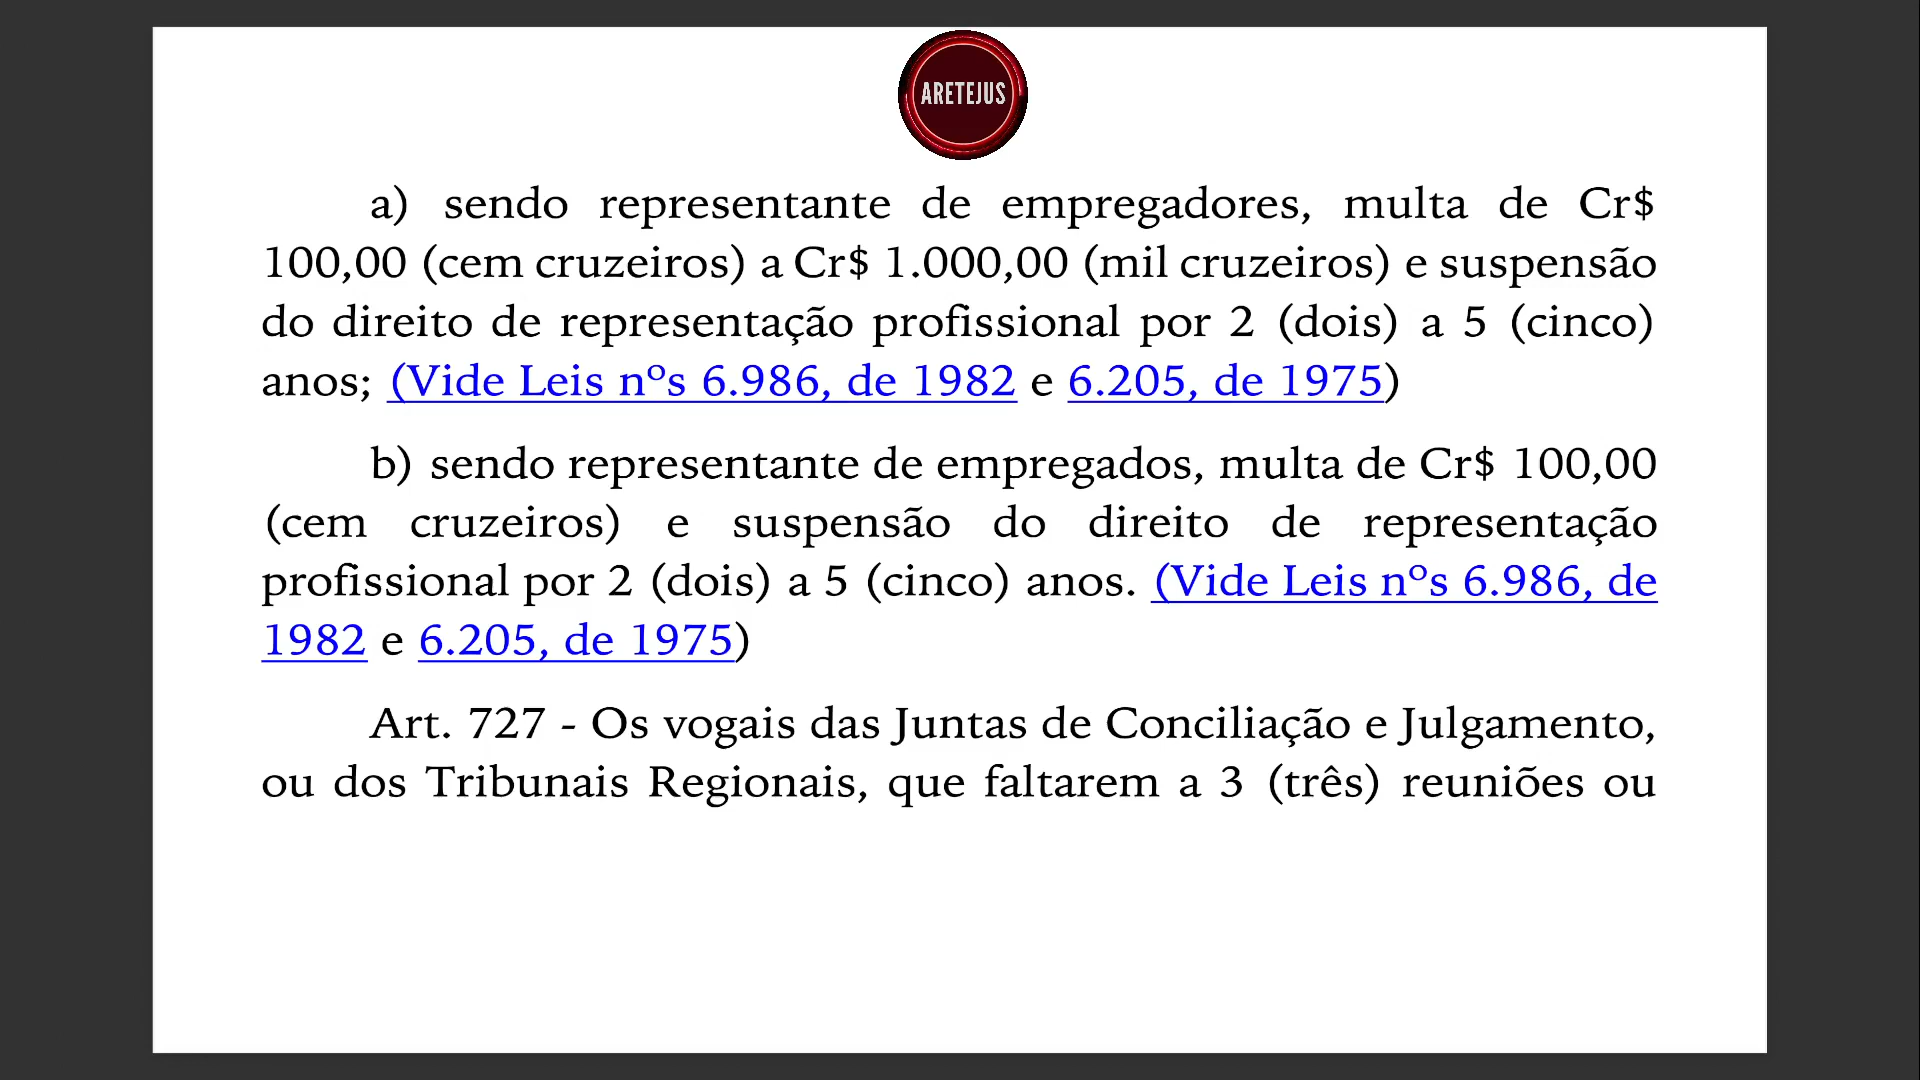 ARETEJUS
a) sendo representante de empregadores, multa de Cr$
100,00 (cem cruzeiros) a Cr$ 1.000,00 (mil cruzeiros) e suspensão
do direito de representação profissional por 2 (dois) a 5 (cinco)
anos; (Vide Leis nºs 6.986, de 1982 e 6.205, de 1975)
b) sendo representante de empregados, multa de Cr$ 100,00
(cem cruzeiros) e suspensão do direito de representação
profissional por 2 (dois) a 5 (cinco) anos. (Vide Leis nºs 6.986, de
1982 e 6.205, de 1975)
Art. 727 - Os vogais das Juntas de Conciliação e Julgamento,
ou dos Tribunais Regionais, que faltarem a 3 (três) reuniões ou